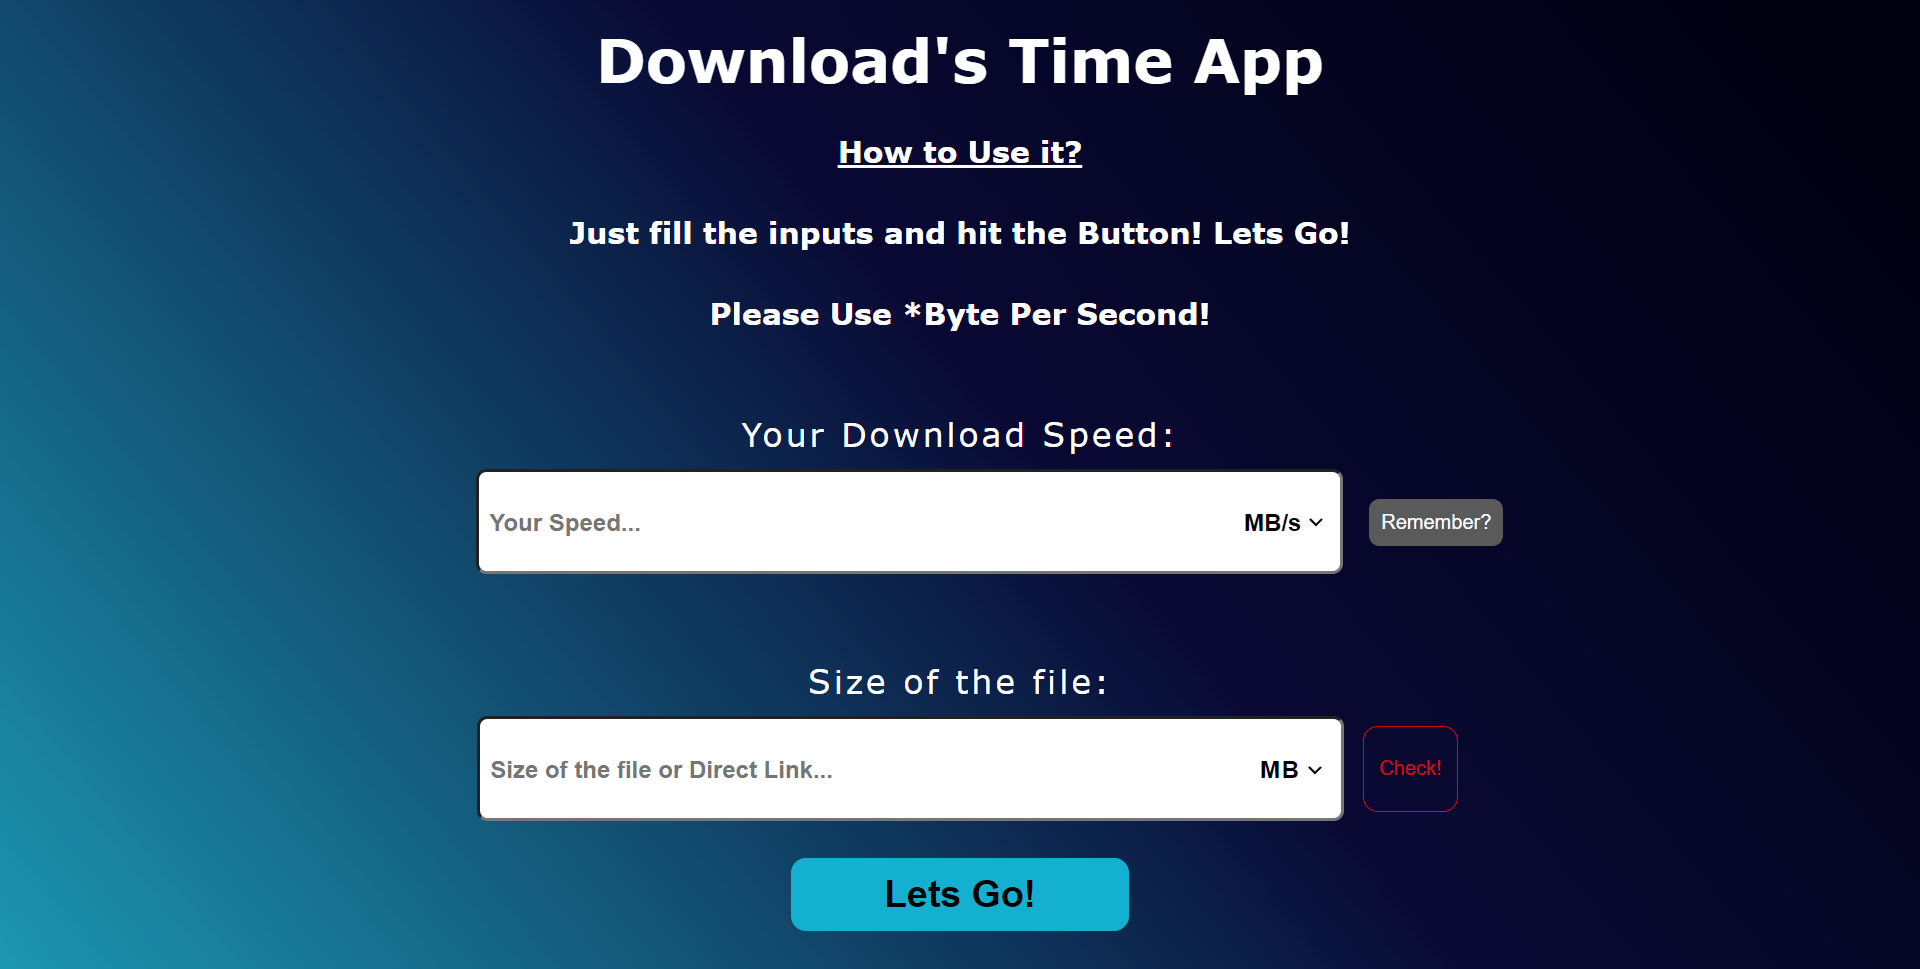 Download's Time App
How to Use it?
Just fill the inputs and hit the Button! Lets Go!
Please Use *Byte Per Second!
Your Download Speed:
Your Speed... MB/s
Remember?
Size of the file:
Size of the file or Direct Link... MB
Check!
Lets Go!